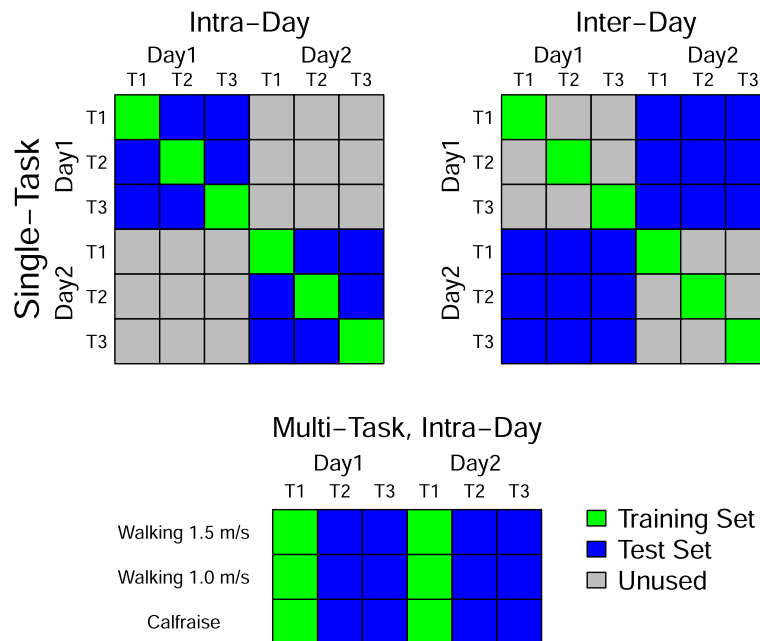 Intra-Day
Inter-Day
Day1 Day2
Day1 Day2
T1 T2 T3 T1 T2 T3
T1 T2 T3 T1 T2 T3
Single-Task
Day1
T1
T2
T3
Day2
T1
T2
T3
Day1
T1
T2
T3
Day2
T1
T2
T3
Multi-Task, Intra-Day
Day1 Day2
T1 T2 T3 T1 T2 T3
Walking 1.5 m/s
Walking 1.0 m/s
Calfraise
Training Set
Test Set
Unused